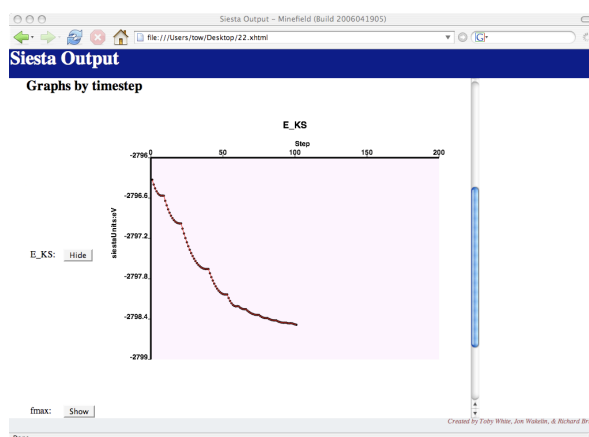 Siesta Output – Minefield (Build 2006041905)
file:///Users/tow/Desktop/22.xhtml
G
Siesta Output
Graphs by timestep
E_KS
Step
0 50 100 150 200
-2796
-2796.6
-2797.2
-2797.8
-2798.4
-2799
siestaUnits:eV
E_KS: Hide
fmax: Show
Created by Toby White, Jon Wakelin, & Richard Br